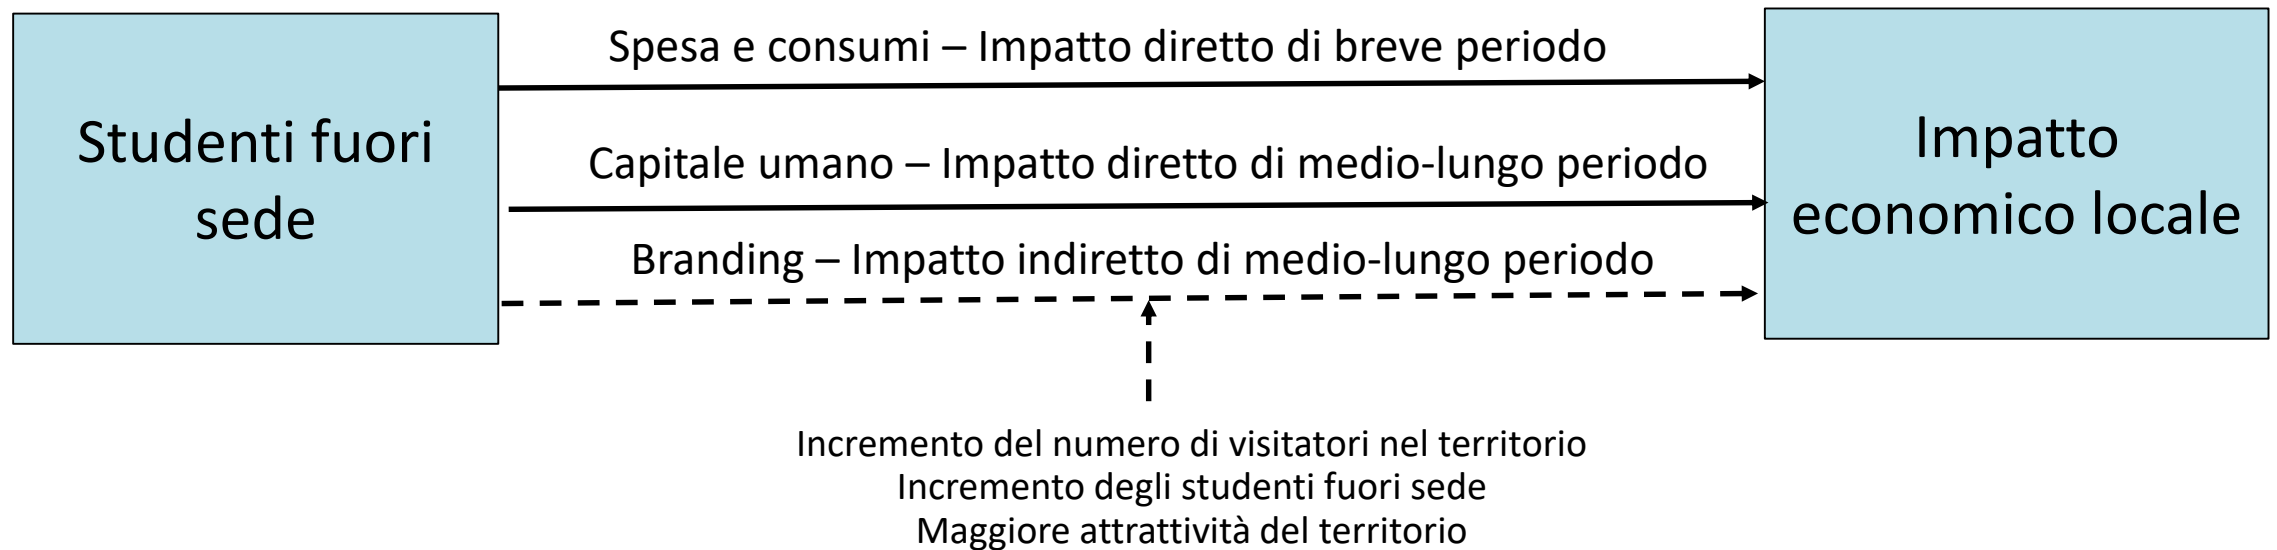 Spesa e consumi – Impatto diretto di breve periodo
Studenti fuori
sede
Capitale umano – Impatto diretto di medio-lungo periodo
Branding – Impatto indiretto di medio-lungo periodo
Impatto
economico locale
Incremento del numero di visitatori nel territorio
Incremento degli studenti fuori sede
Maggiore attrattività del territorio